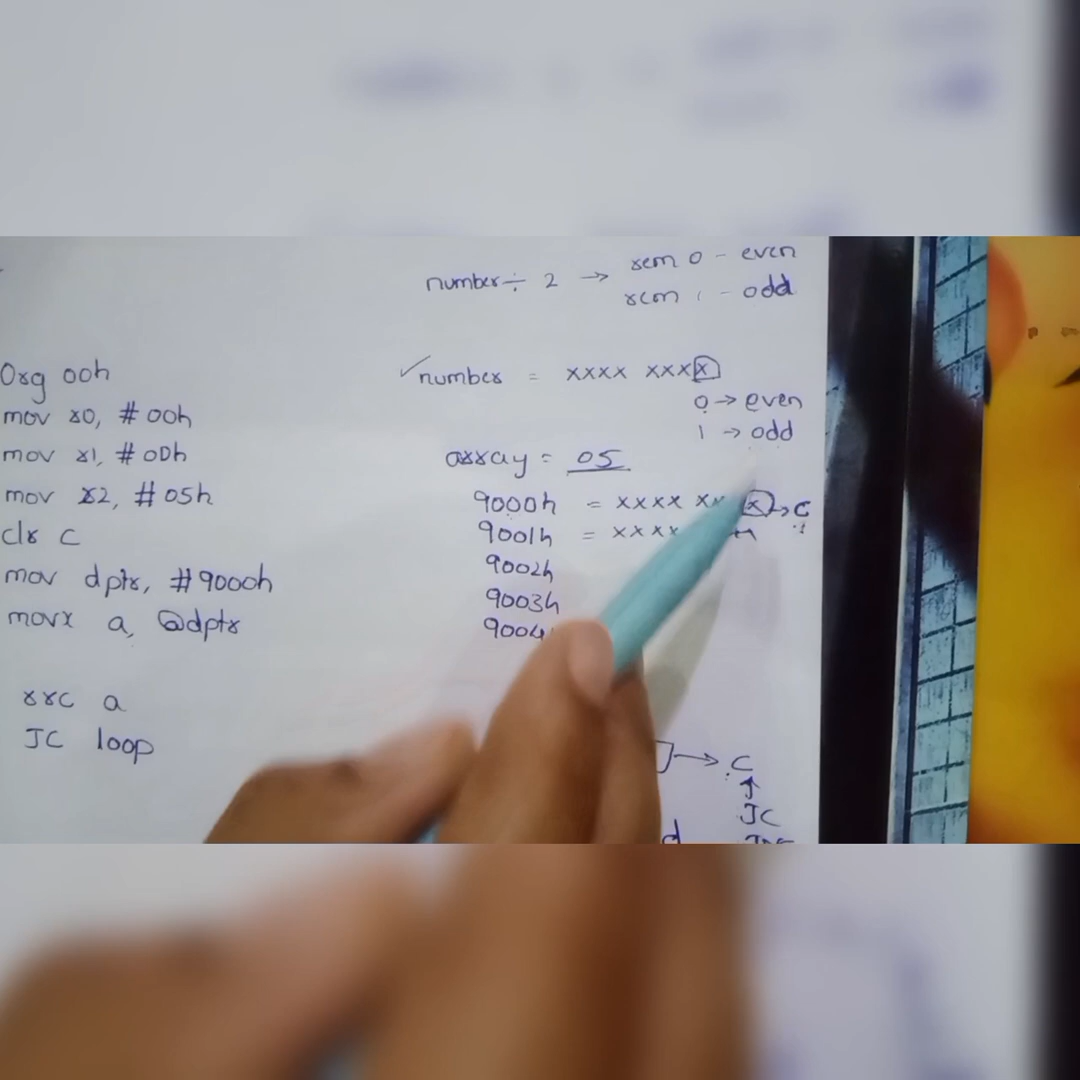 number ÷ 2 → rem 0 - even
rem 1 - odd
Org 00h
mov r0, #00h
mov r1, #00h
mov r2, #05h
clr c
mov dptr, #9000h
movx a, @dptr
rrc a
JC loop
✓number = xxxx xxxx
0 → even
1 → odd
array = 05
9000h = xxxx xx x → C
9001h = xxxx
9002h
9003h
9004
→ C
↑
JC
d